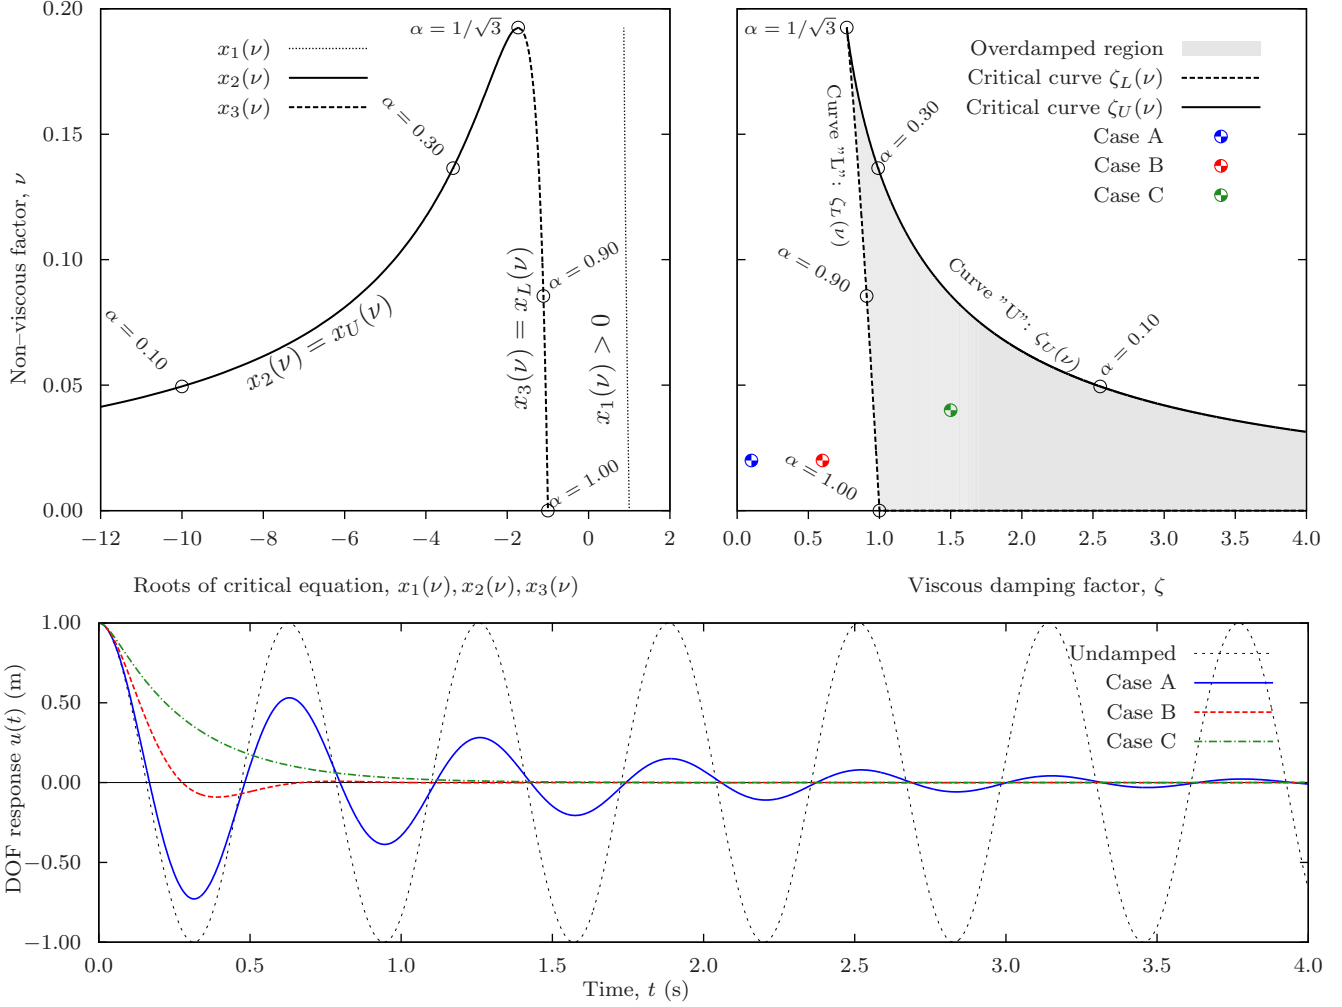 0.20
0.15
0.10
0.05
0.00
Non–viscous factor, ν
−12
−10
−8
−6
−4
−2
0
2
Roots of critical equation, x₁(ν), x₂(ν), x₃(ν)
x₁(ν)
x₂(ν)
x₃(ν)
α = 1/√3
α = 0.30
α = 0.10
α = 0.90
α = 1.00
x₂(ν) = x_U(ν)
x₃(ν) = x_L(ν)
x₁(ν) > 0
α = 1/√3
Overdamped region
Critical curve ζ_L(ν)
Critical curve ζ_U(ν)
Case A
Case B
Case C
α = 0.30
Curve ”L”: ζ_L(ν)
α = 0.90
Curve ”U”: ζ_U(ν)
α = 0.10
α = 1.00
0.0
0.5
1.0
1.5
2.0
2.5
3.0
3.5
4.0
Viscous damping factor, ζ
1.00
0.50
0.00
−0.50
−1.00
DOF response u(t) (m)
Undamped
Case A
Case B
Case C
0.0
0.5
1.0
1.5
2.0
2.5
3.0
3.5
4.0
Time, t (s)